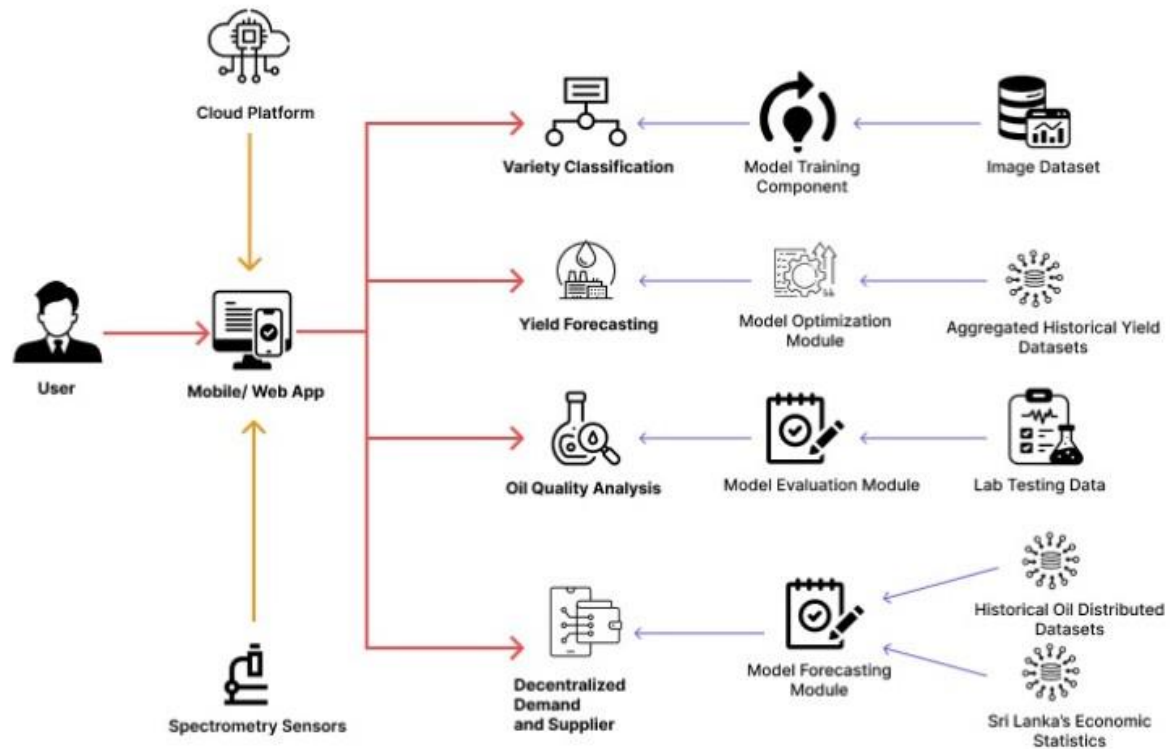 Cloud Platform
Variety Classification
Model Training
Component
Image Dataset
User
Mobile/ Web App
Yield Forecasting
Model Optimization
Module
Aggregated Historical Yield
Datasets
Oil Quality Analysis
Model Evaluation Module
Lab Testing Data
Spectrometry Sensors
Decentralized
Demand
and Supplier
Model Forecasting
Module
Historical Oil Distributed
Datasets
Sri Lanka's Economic
Statistics